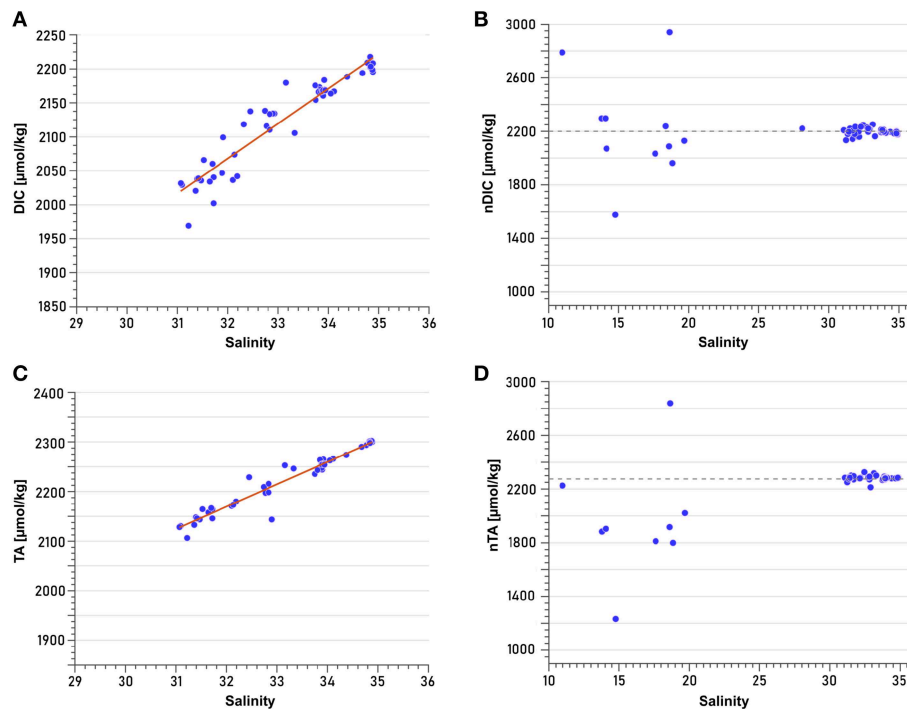 A
DIC [µmol/kg]
2250
2200
2150
2100
2050
2000
1950
1900
1850
29 30 31 32 33 34 35 36
Salinity
B
nDIC [µmol/kg]
3000
2600
2200
1800
1400
1000
10 15 20 25 30 35
Salinity
C
TA [µmol/kg]
2400
2300
2200
2100
2000
1900
29 30 31 32 33 34 35 36
Salinity
D
nTA [µmol/kg]
3000
2600
2200
1800
1400
1000
10 15 20 25 30 35
Salinity